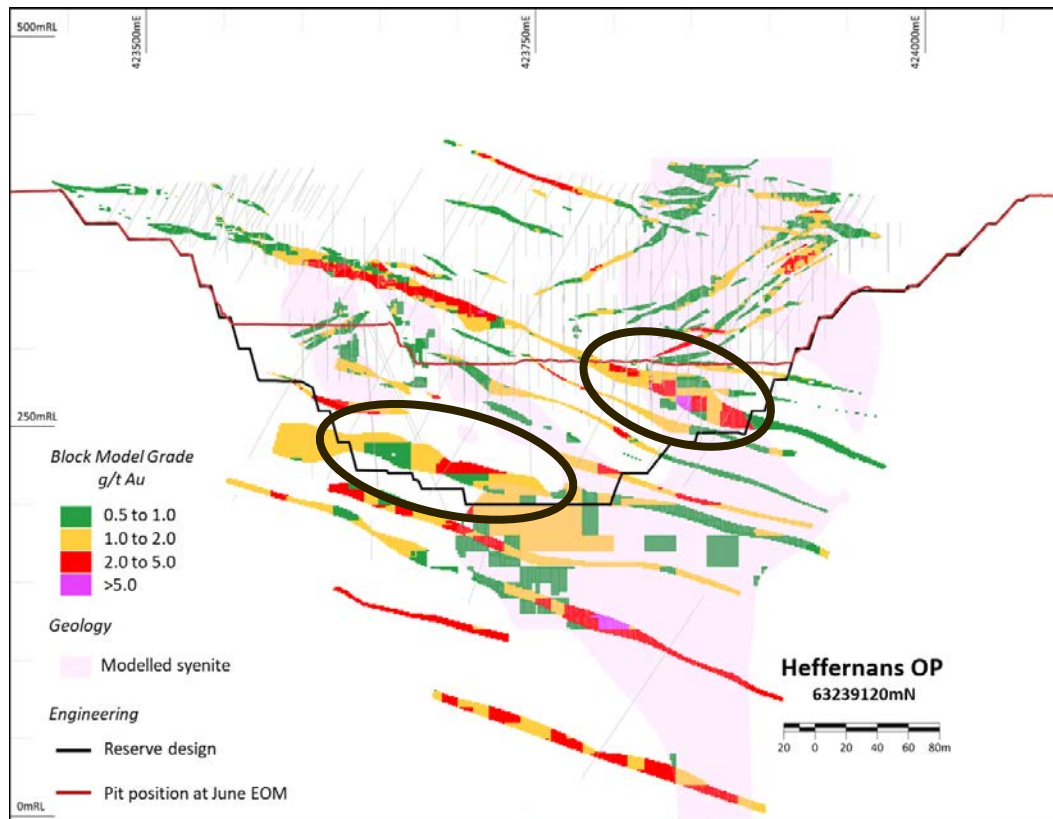 500mRL
423500mE
423750mE
424000mE
250mRL
Block Model Grade
g/t Au
0.5 to 1.0
1.0 to 2.0
2.0 to 5.0
>5.0
Geology
Modelled syenite
Engineering
Reserve design
Pit position at June EOM
0mRL
Heffernans OP
63239120mN
20 0 20 40 60 80m